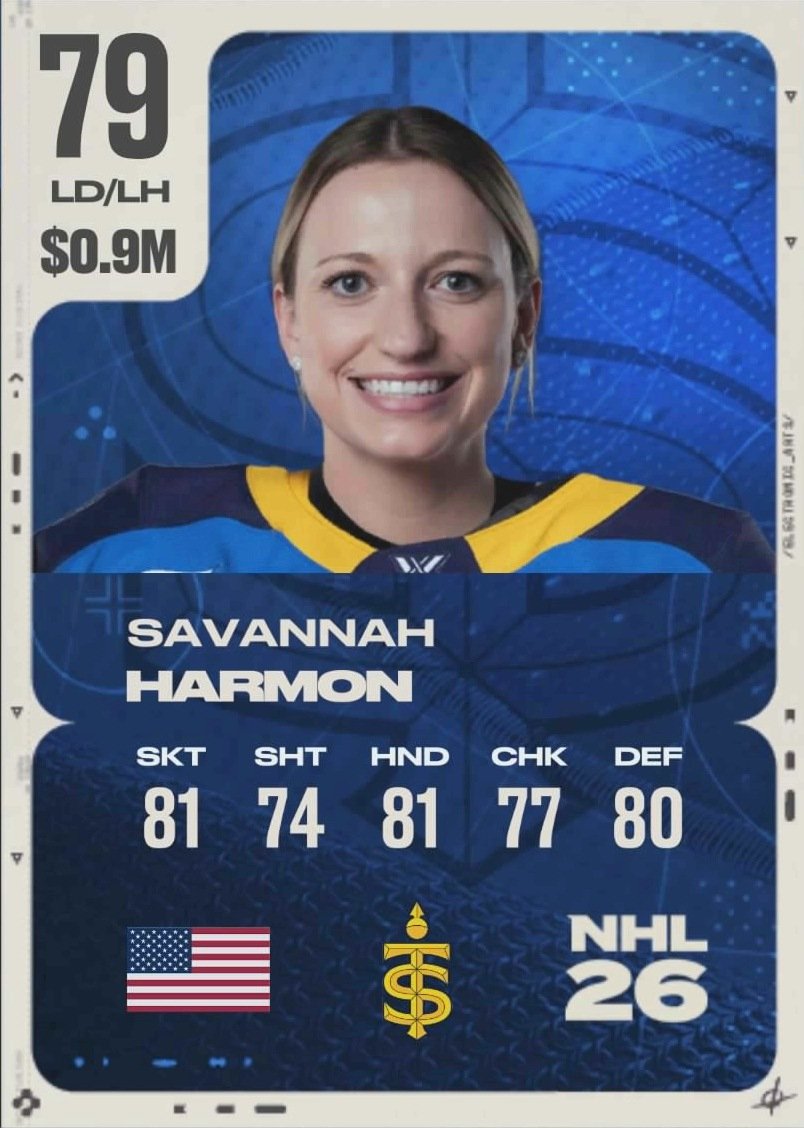 79
LD/LH
$0.9M
SAVANNAH
HARMON
SKT SHT HND CHK DEF
81 74 81 77 80
NHL
26